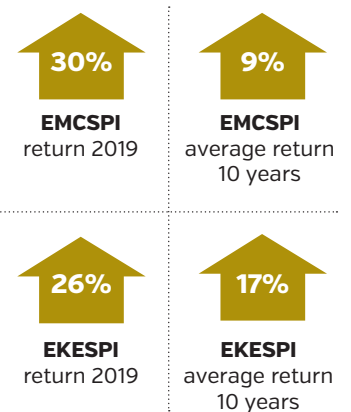 30%
EMCSPI
return 2019
9%
EMCSPI
average return
10 years
26%
EKESPI
return 2019
17%
EKESPI
average return
10 years